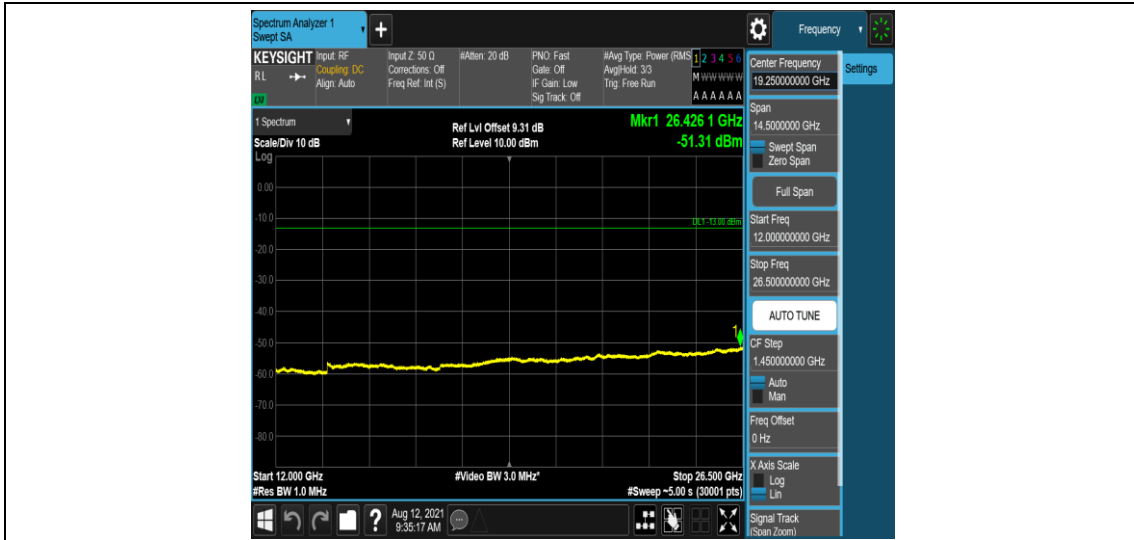 Spectrum Analyzer 1
Swept SA
+
Frequency
KEYSIGHT
R L
LXI
Input: RF
Coupling: DC
Align: Auto
Input Z: 50 Ω
Corrections: Off
Freq Ref: Int (S)
#Atten: 20 dB
PNO: Fast
Gate: Off
IF Gain: Low
Sig Track: Off
#Avg Type: Power (RMS
Avg|Hold: 3/3
Trig: Free Run
1 2 3 4 5 6
M W W W W W
A A A A A A
1 Spectrum
Scale/Div 10 dB
Log
Ref Lvl Offset 9.31 dB
Ref Level 10.00 dBm
Mkr1 26.426 1 GHz
-51.31 dBm
0.00
-10.0
DL1 -13.00 dBm
-20.0
-30.0
-40.0
1
-50.0
-60.0
-70.0
-80.0
Start 12.000 GHz
#Res BW 1.0 MHz
#Video BW 3.0 MHz*
Stop 26.500 GHz
#Sweep ~5.00 s (30001 pts)
Center Frequency
19.250000000 GHz
Settings
Span
14.5000000 GHz
Swept Span
Zero Span
Full Span
Start Freq
12.000000000 GHz
Stop Freq
26.500000000 GHz
AUTO TUNE
CF Step
1.450000000 GHz
Auto
Man
Freq Offset
0 Hz
X Axis Scale
Log
Lin
Signal Track
(Span Zoom)
?
Aug 12, 2021
9:35:17 AM